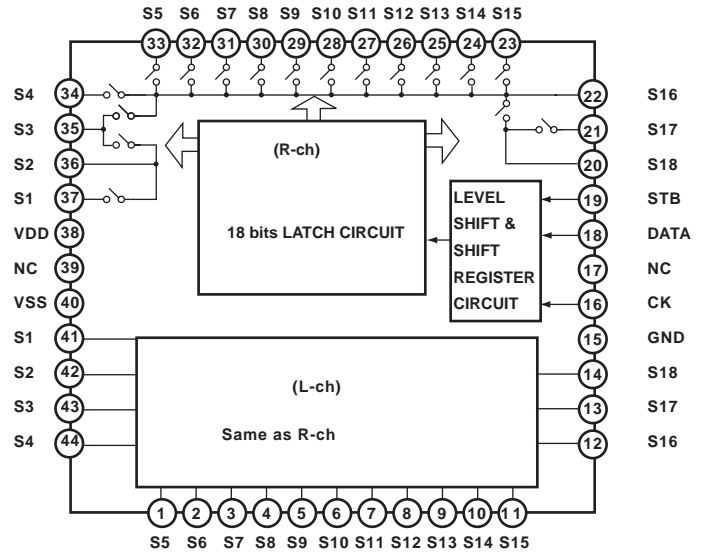 S5 S6 S7 S8 S9 S10 S11 S12 S13 S14 S15
33 32 31 30 29 28 27 26 25 24 23
S4 34 22 S16
S3 35 21 S17
(R-ch)
S2 36 20 S18
S1 37 LEVEL 19 STB
SHIFT &
VDD 38 18 bits LATCH CIRCUIT 18 DATA
SHIFT
NC 39 17 NC
REGISTER
VSS 40 CIRCUIT 16 CK
S1 41 15 GND
S2 42 14 S18
(L-ch)
S3 43 13 S17
Same as R-ch
S4 44 12 S16
1 2 3 4 5 6 7 8 9 10 11
S5 S6 S7 S8 S9 S10 S11 S12 S13 S14 S15